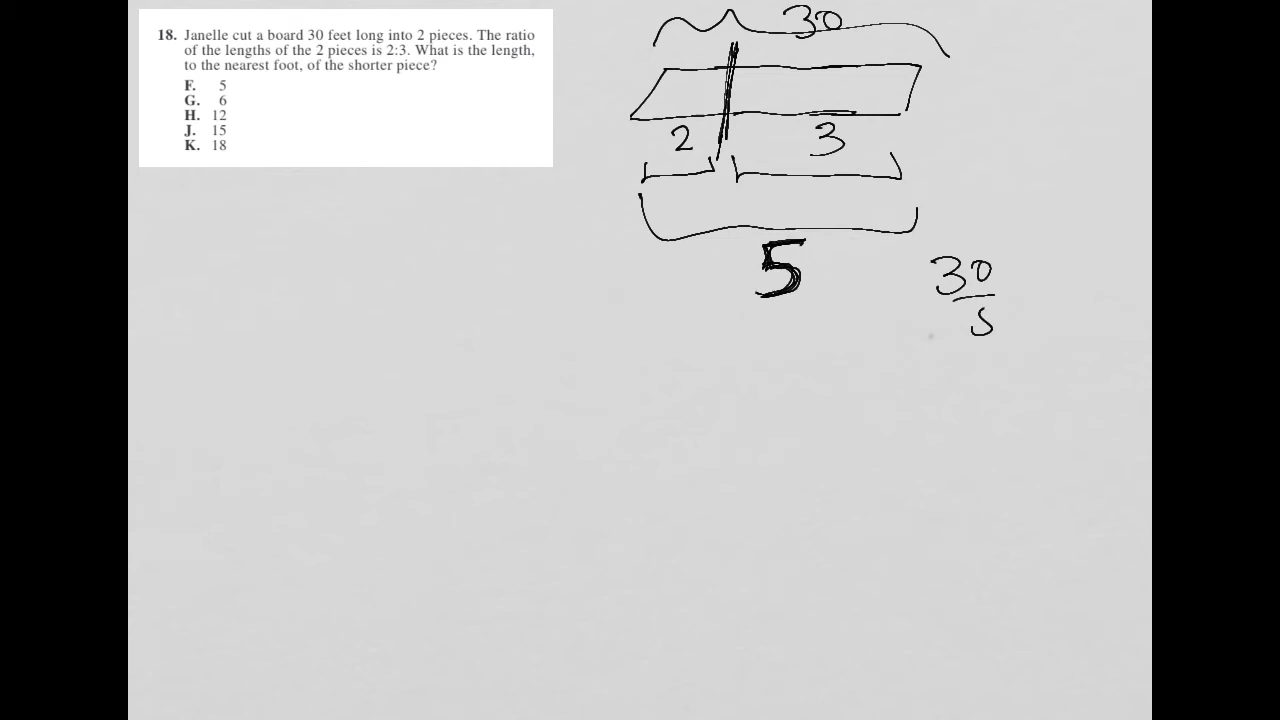 18. Janelle cut a board 30 feet long into 2 pieces. The ratio
of the lengths of the 2 pieces is 2:3. What is the length,
to the nearest foot, of the shorter piece?
F. 5
G. 6
H. 12
J. 15
K. 18
30
2 3
5
30
5